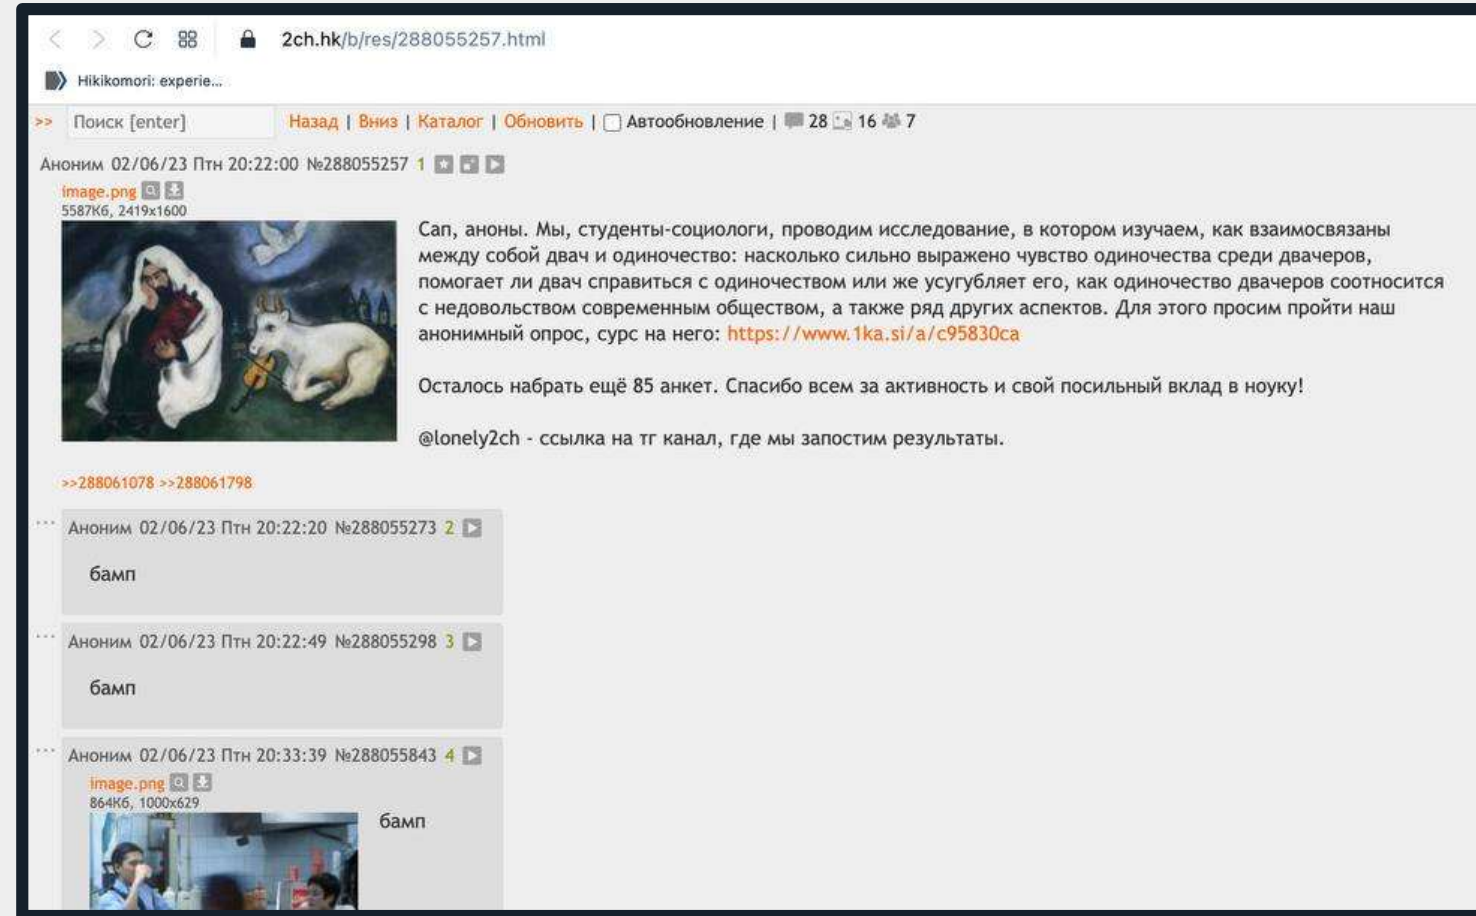 2ch.hk/b/res/288055257.html
Hikikomori: experie...
>> Поиск [enter] Назад | Вниз | Каталог | Обновить | Автообновление | 28 16 7
Аноним 02/06/23 Птн 20:22:00 №288055257 1
image.png
5587Кб, 2419x1600
Сап, аноны. Мы, студенты-социологи, проводим исследование, в котором изучаем, как взаимосвязаны
между собой двач и одиночество: насколько сильно выражено чувство одиночества среди двачеров,
помогает ли двач справиться с одиночеством или же усугубляет его, как одиночество двачеров соотносится
с недовольством современным обществом, а также ряд других аспектов. Для этого просим пройти наш
анонимный опрос, сурс на него: https://www.1ka.si/a/c95830ca
Осталось набрать ещё 85 анкет. Спасибо всем за активность и свой посильный вклад в ноуку!
@lonely2ch - ссылка на тг канал, где мы запостим результаты.
>>288061078 >>288061798
Аноним 02/06/23 Птн 20:22:20 №288055273 2
бамп
Аноним 02/06/23 Птн 20:22:49 №288055298 3
бамп
Аноним 02/06/23 Птн 20:33:39 №288055843 4
image.png
864Кб, 1000x629
бамп